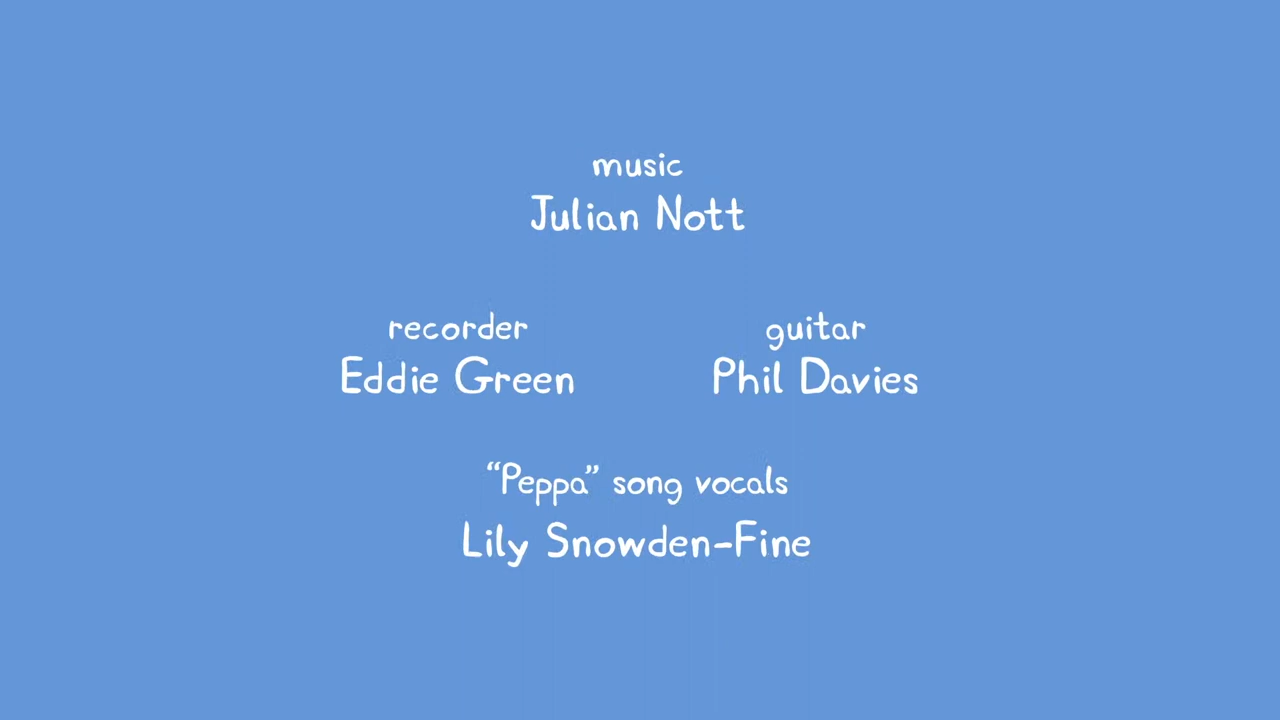 music
Julian Nott
recorder
Eddie Green
guitar
Phil Davies
“Peppa” song vocals
Lily Snowden-Fine